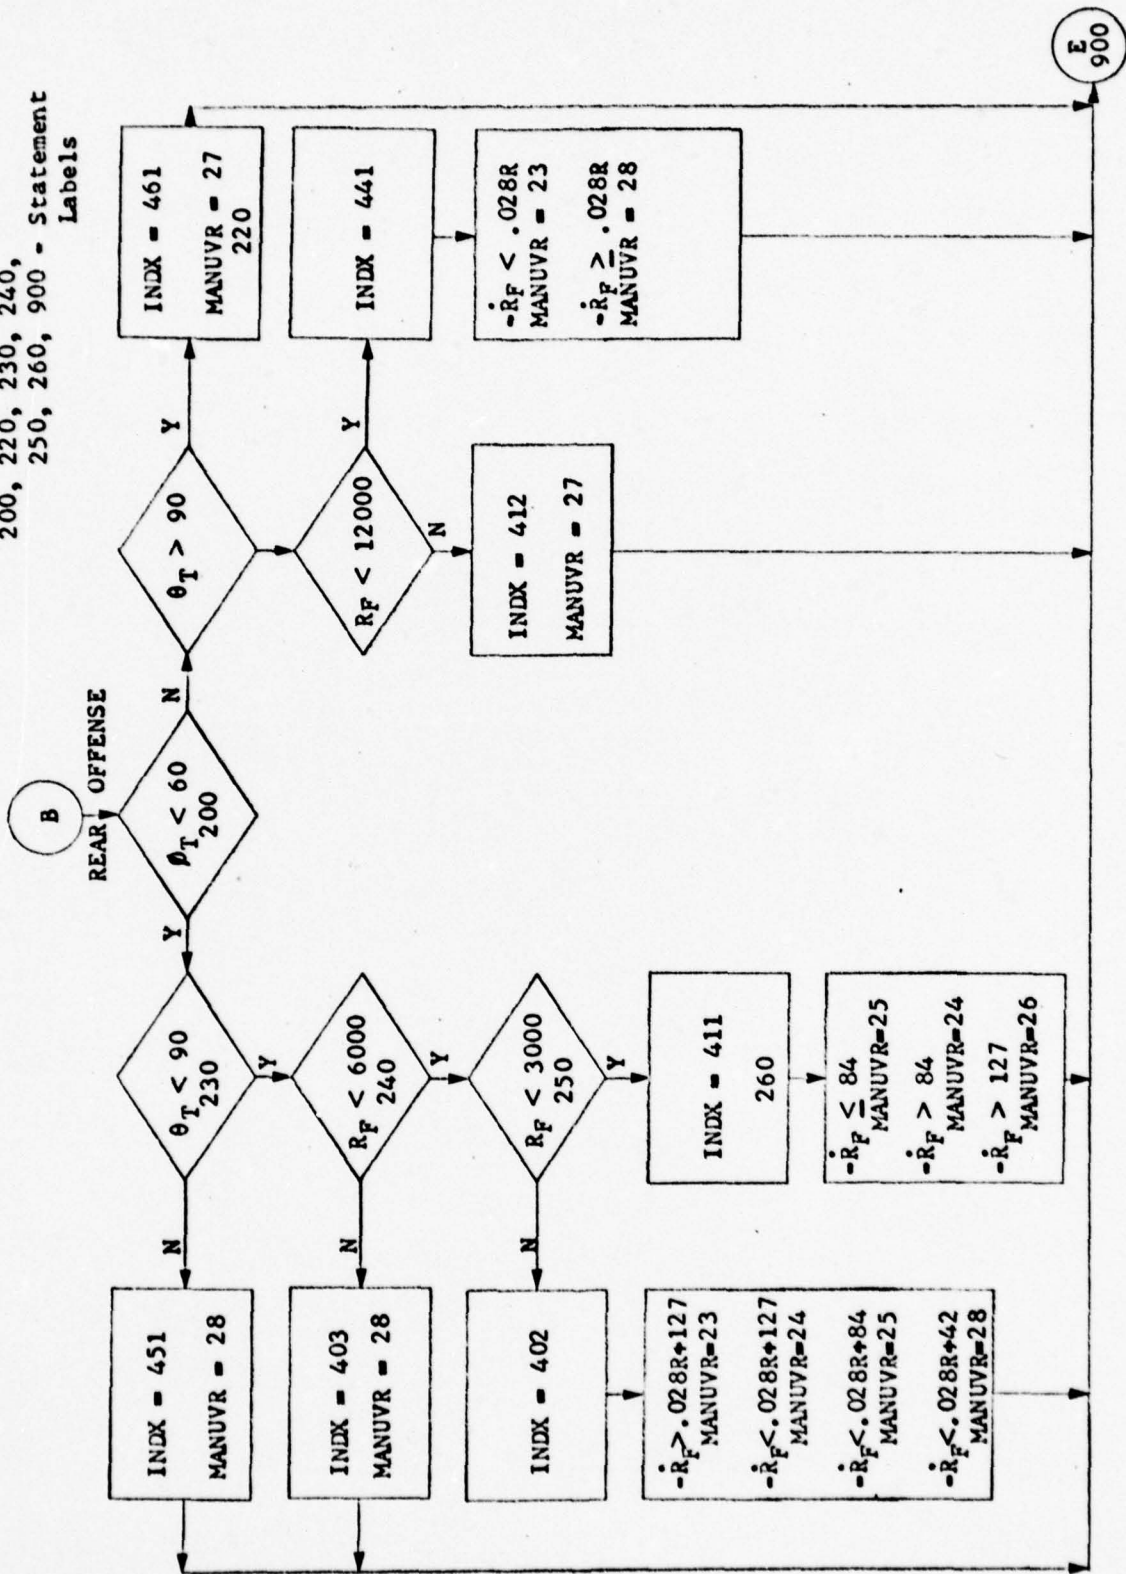 200, 220, 230, 240,
250, 260, 900 - Statement
Labels
B
REAR OFFENSE
ØT < 60
200
Y
N
θT < 90
230
N
Y
INDX = 451
MANUVR = 28
RF < 6000
240
N
Y
INDX = 403
MANUVR = 28
RF < 3000
250
N
Y
INDX = 402
-ṘF>.028R+127
MANUVR=23
-ṘF<.028R+127
MANUVR=24
-ṘF<.028R+84
MANUVR=25
-ṘF<.028R+42
MANUVR=28
INDX = 411
260
-ṘF ≤ 84
MANUVR=25
-ṘF > 84
MANUVR=24
-ṘF > 127
MANUVR=26
θT > 90
Y
INDX = 461
MANUVR = 27
220
RF < 12000
Y
N
INDX = 441
-ṘF < .028R
MANUVR = 23
-ṘF ≥ .028R
MANUVR = 28
INDX = 412
MANUVR = 27
E
900